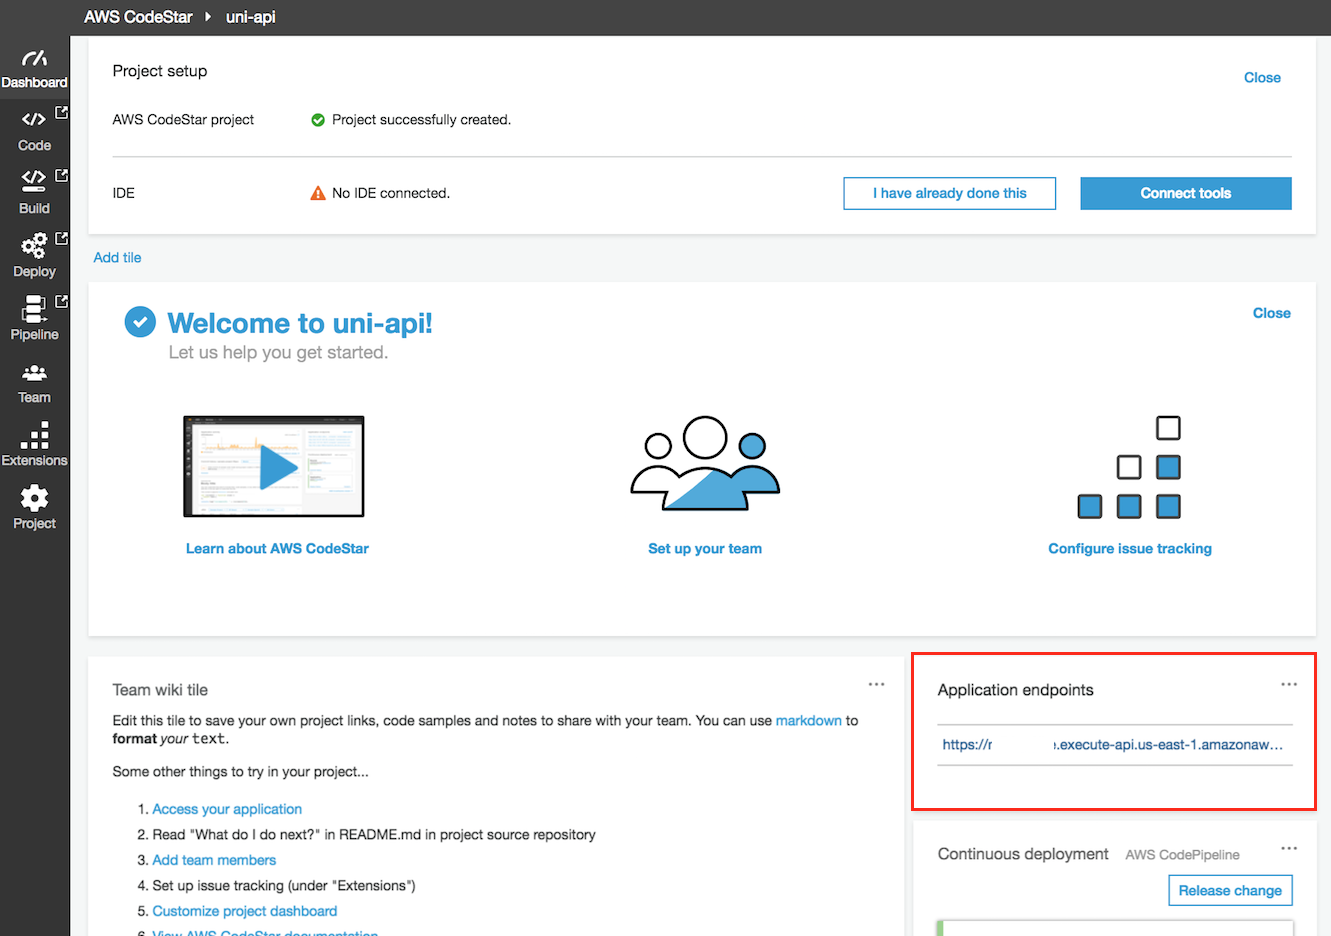 AWS CodeStar uni-api
Dashboard
Code
Build
Deploy
Pipeline
Team
Extensions
Project
Project setup
Close
AWS CodeStar project Project successfully created.
IDE No IDE connected. I have already done this Connect tools
Add tile
Welcome to uni-api!
Close
Let us help you get started.
Learn about AWS CodeStar Set up your team Configure issue tracking
Team wiki tile
Edit this tile to save your own project links, code samples and notes to share with your team. You can use markdown to
format your text.
Some other things to try in your project...
1. Access your application
2. Read "What do I do next?" in README.md in project source repository
3. Add team members
4. Set up issue tracking (under "Extensions")
5. Customize project dashboard
6. View AWS CodeStar documentation
Application endpoints
https://r .execute-api.us-east-1.amazonaw...
Continuous deployment AWS CodePipeline
Release change